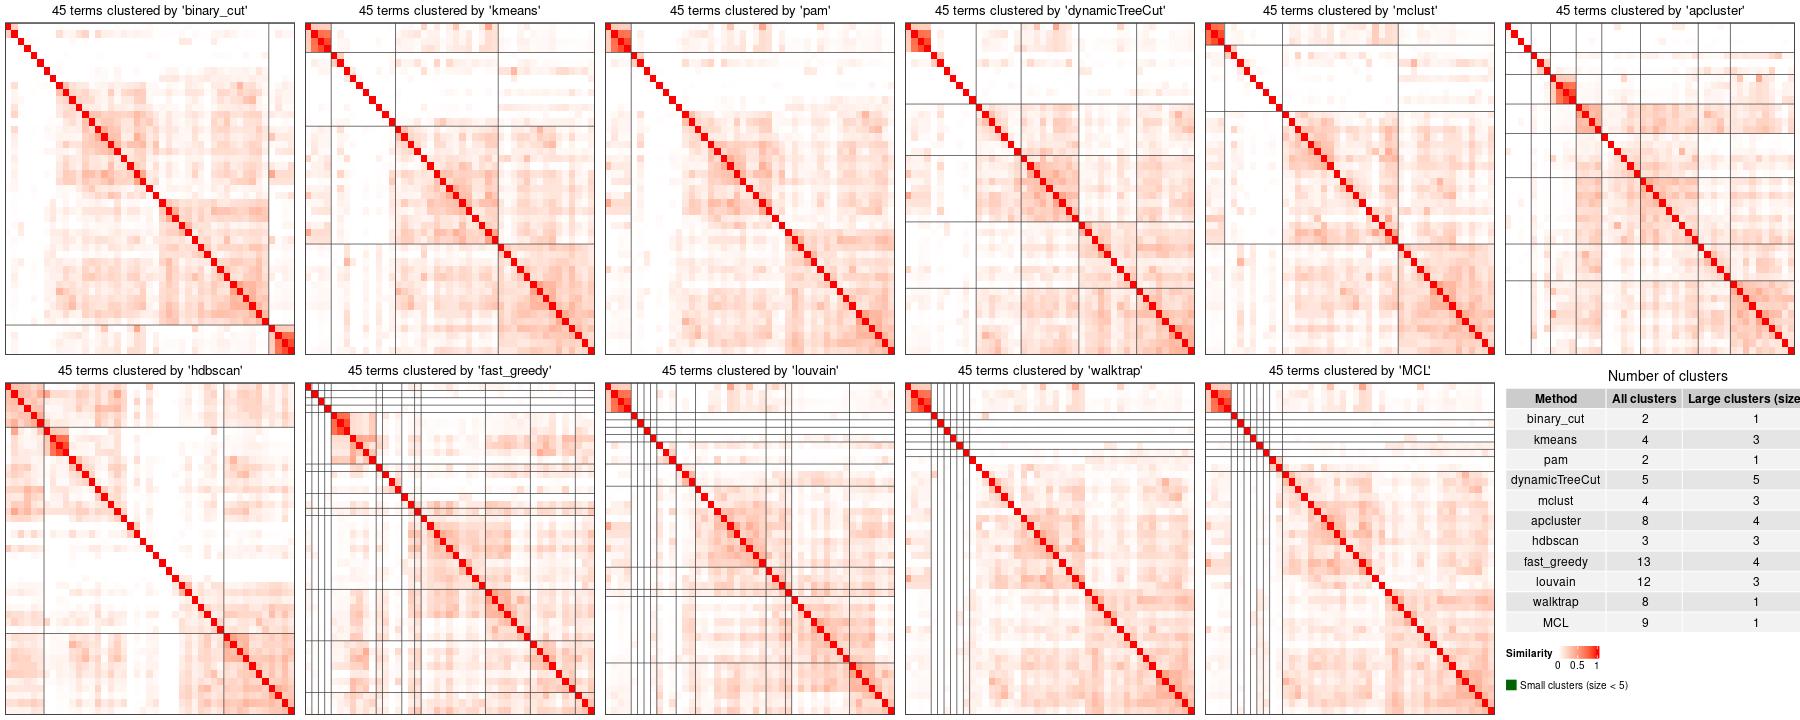 45 terms clustered by 'binary_cut'
45 terms clustered by 'kmeans'
45 terms clustered by 'pam'
45 terms clustered by 'dynamicTreeCut'
45 terms clustered by 'mclust'
45 terms clustered by 'apcluster'
45 terms clustered by 'hdbscan'
45 terms clustered by 'fast_greedy'
45 terms clustered by 'louvain'
45 terms clustered by 'walktrap'
45 terms clustered by 'MCL'
Number of clusters
Method All clusters Large clusters (size
binary_cut 2 1
kmeans 4 3
pam 2 1
dynamicTreeCut 5 5
mclust 4 3
apcluster 8 4
hdbscan 3 3
fast_greedy 13 4
louvain 12 3
walktrap 8 1
MCL 9 1
Similarity
0 0.5 1
Small clusters (size < 5)